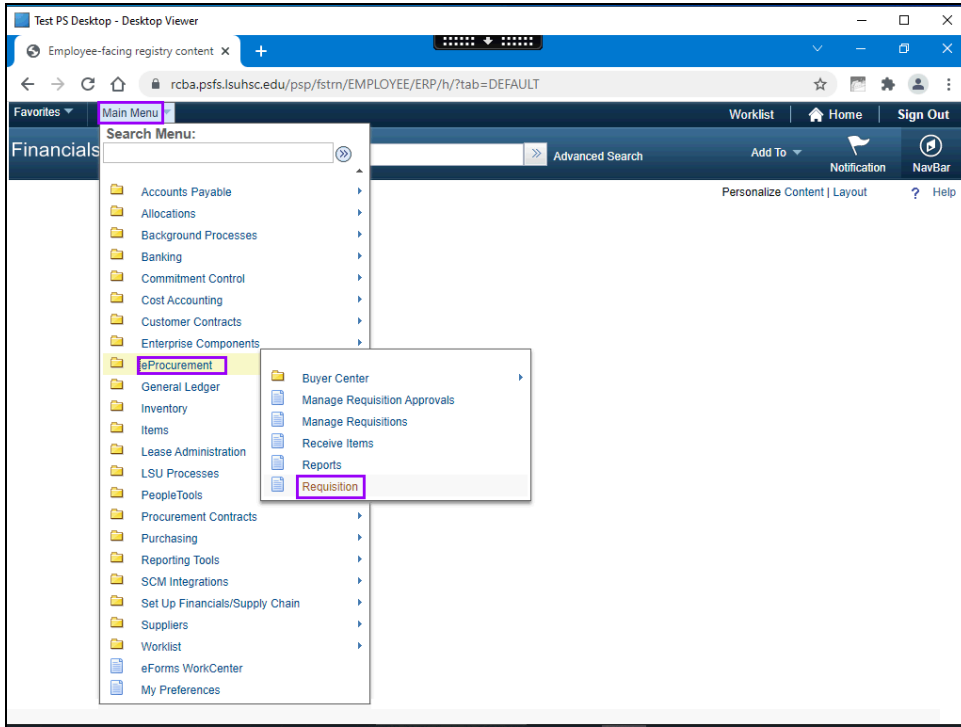 Test PS Desktop - Desktop Viewer
Employee-facing registry content
rcba.psfs.lsuhsc.edu/psp/fstrn/EMPLOYEE/ERP/h/?tab=DEFAULT
Favorites Main Menu Worklist Home Sign Out
Search Menu:
Financials Advanced Search Add To Notification NavBar
Personalize Content | Layout ? Help
Accounts Payable
Allocations
Background Processes
Banking
Commitment Control
Cost Accounting
Customer Contracts
Enterprise Components
eProcurement
General Ledger
Inventory
Items
Lease Administration
LSU Processes
PeopleTools
Procurement Contracts
Purchasing
Reporting Tools
SCM Integrations
Set Up Financials/Supply Chain
Suppliers
Worklist
eForms WorkCenter
My Preferences
Buyer Center
Manage Requisition Approvals
Manage Requisitions
Receive Items
Reports
Requisition